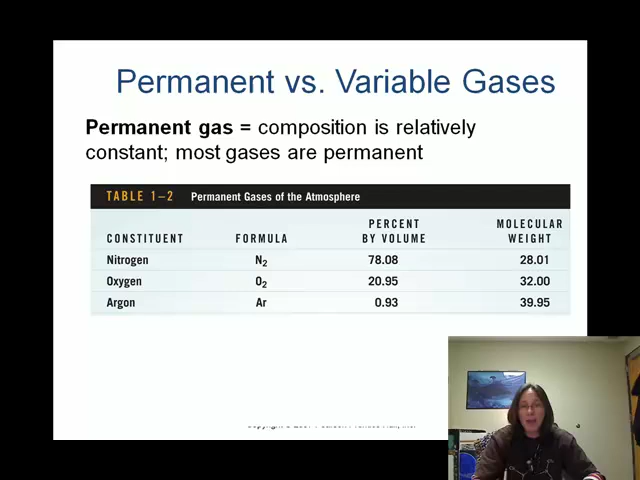 Permanent vs. Variable Gases
Permanent gas = composition is relatively
constant; most gases are permanent
TABLE 1–2 Permanent Gases of the Atmosphere
CONSTITUENT FORMULA PERCENT BY VOLUME MOLECULAR WEIGHT
Nitrogen N₂ 78.08 28.01
Oxygen O₂ 20.95 32.00
Argon Ar 0.93 39.95